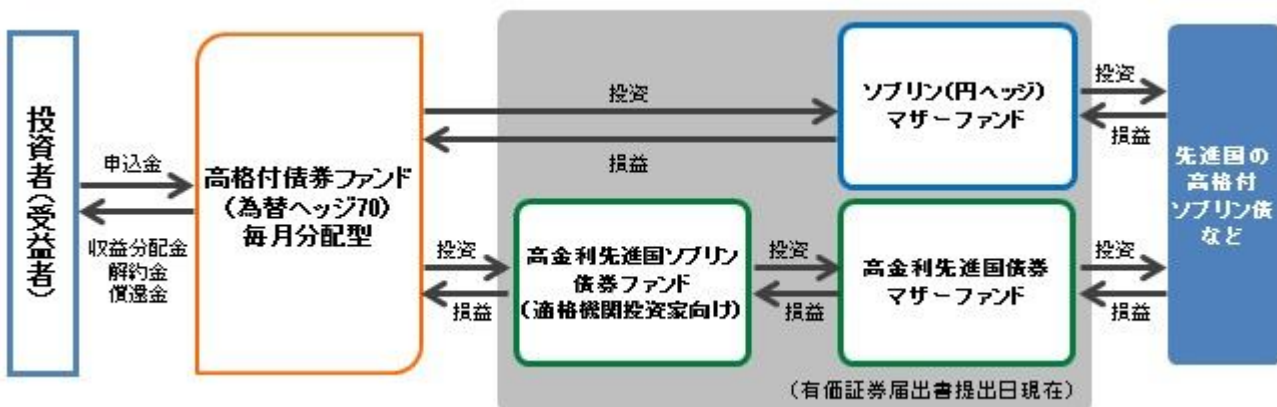 投資者(受益者)
申込金
収益分配金
解約金
償還金
高格付債券ファンド
(為替ヘッジ70)
毎月分配型
投資
損益
ソブリン(円ヘッジ)
マザーファンド
投資
損益
投資
損益
高金利先進国ソブリン
債券ファンド
(適格機関投資家向け)
投資
損益
高金利先進国債券
マザーファンド
投資
損益
先進国の
高格付
ソブリン債
など
(有価証券届出書提出日現在)